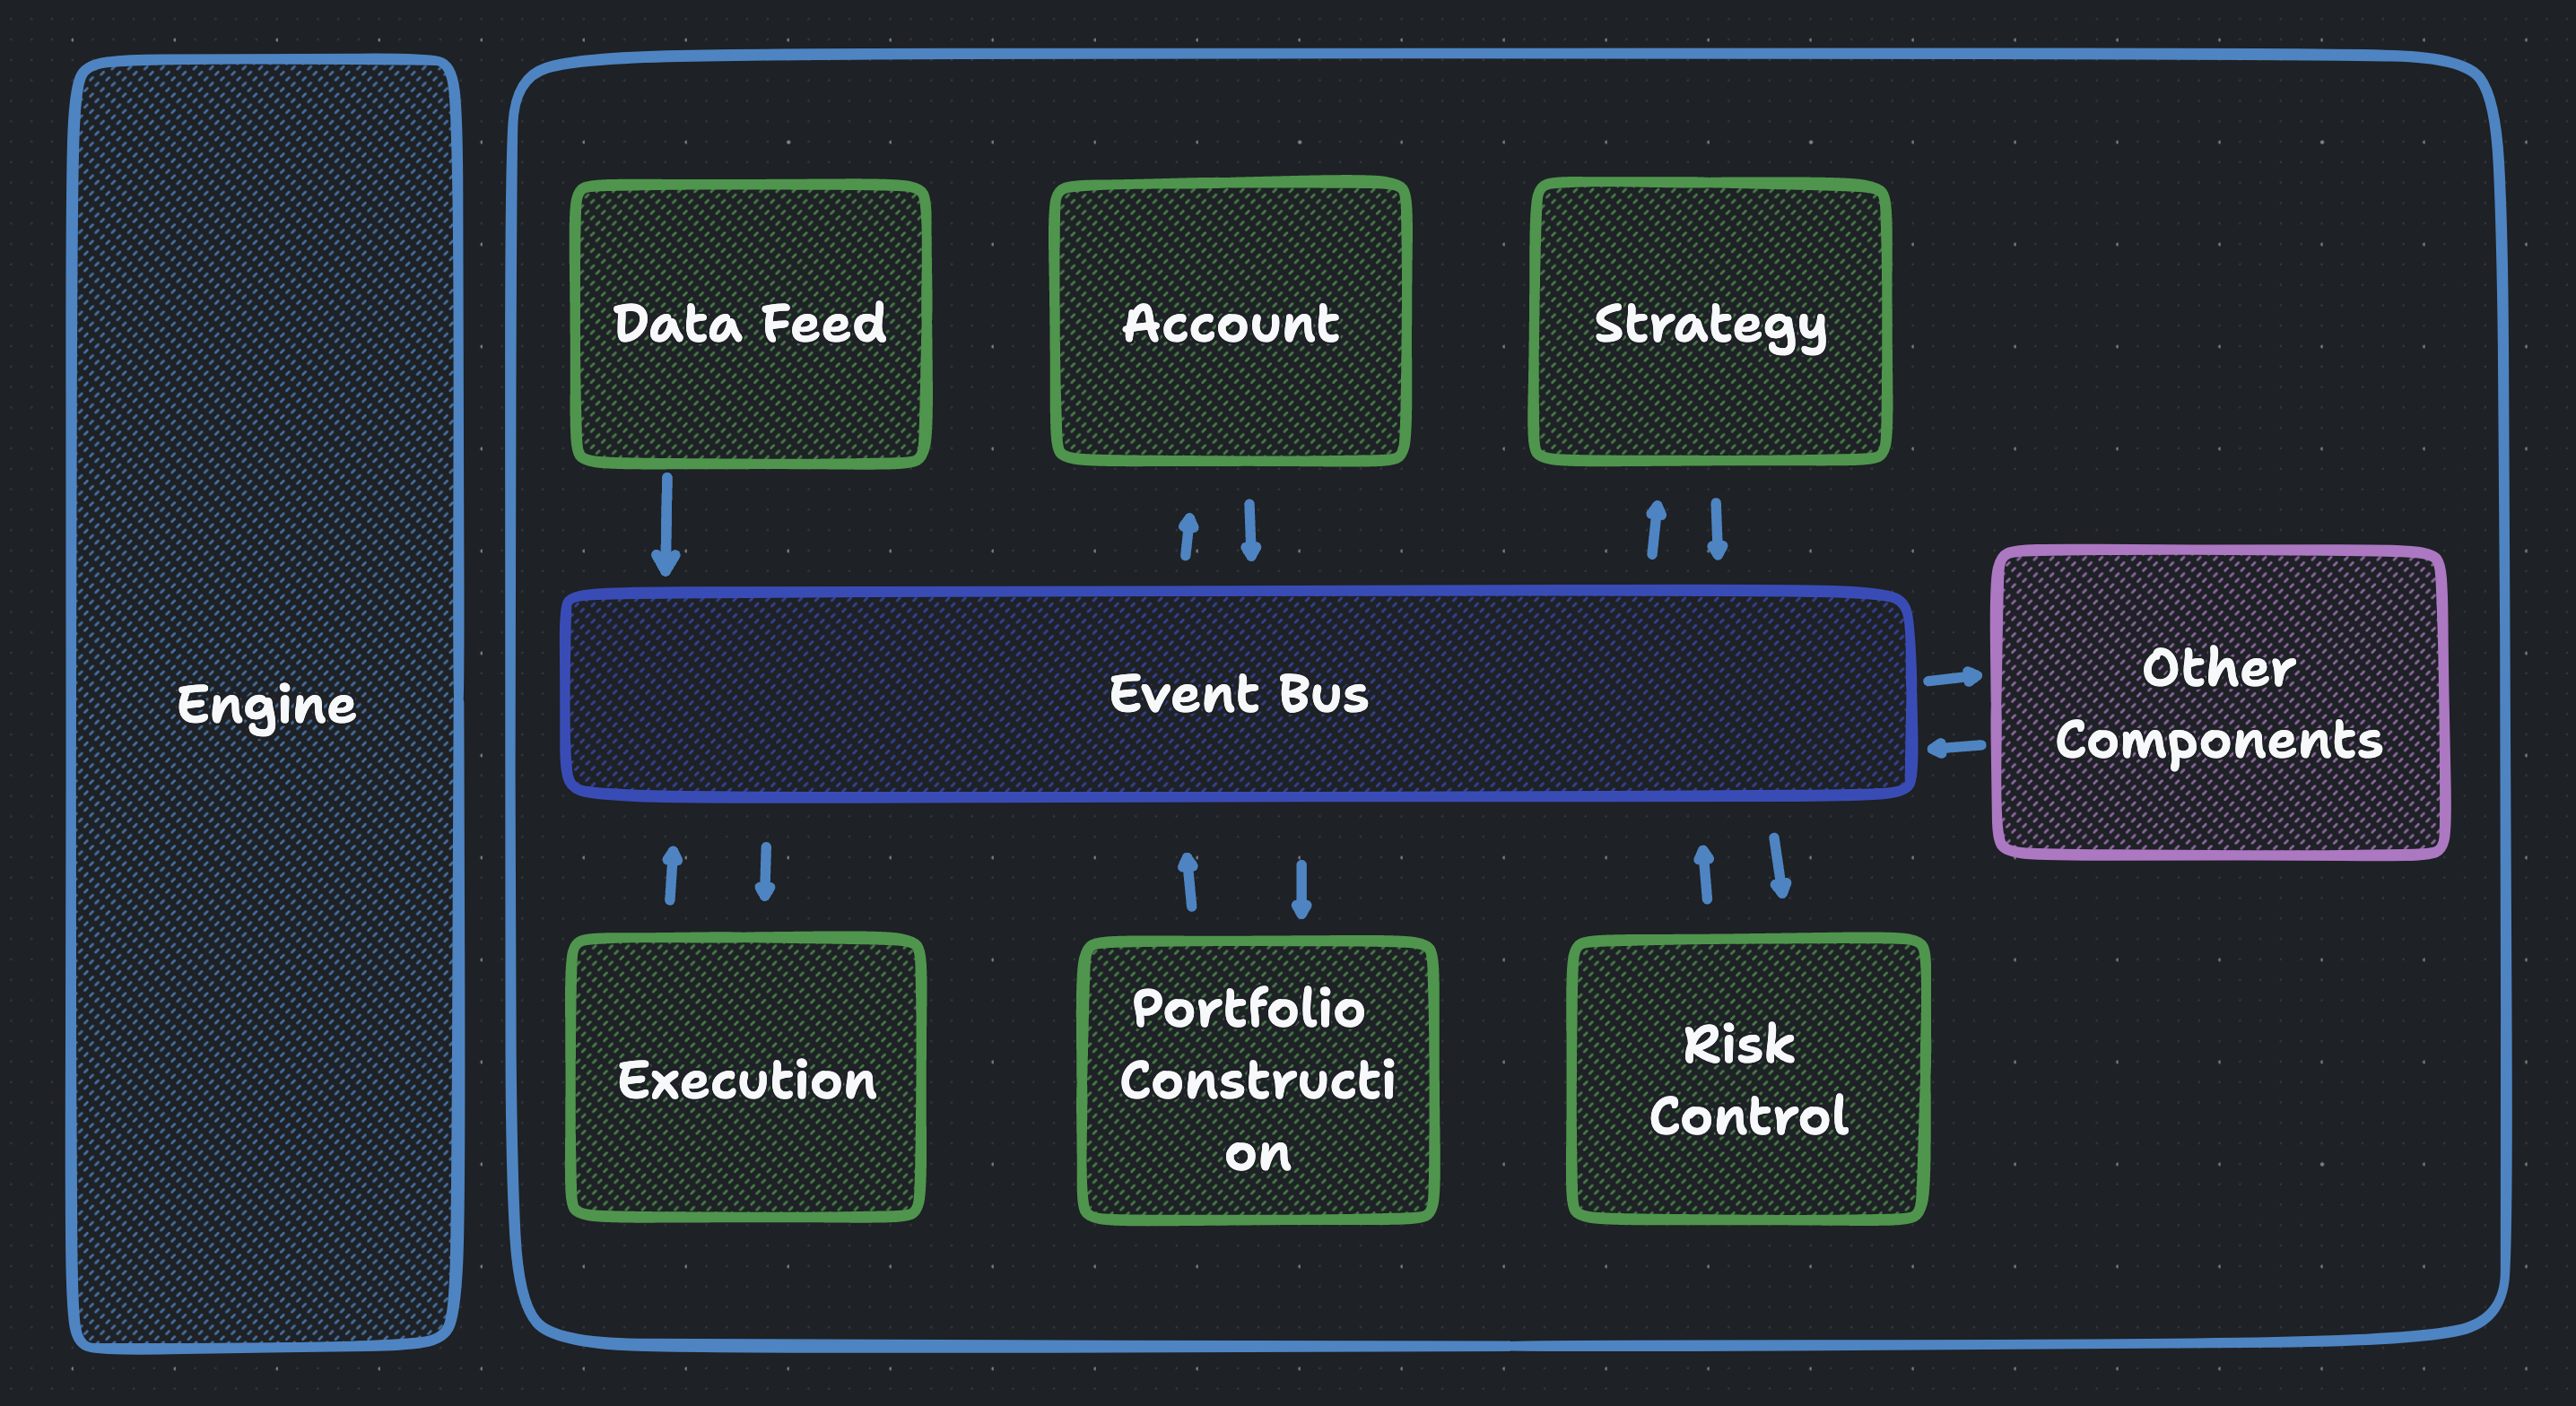 Engine
Data Feed
Account
Strategy
Event Bus
Other
Components
Execution
Portfolio
Constructi
on
Risk
Control